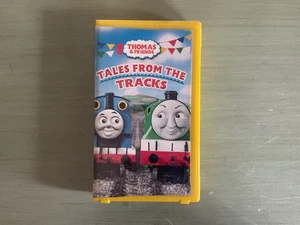 THOMAS
& FRIENDS
TALES FROM THE
TRACKS